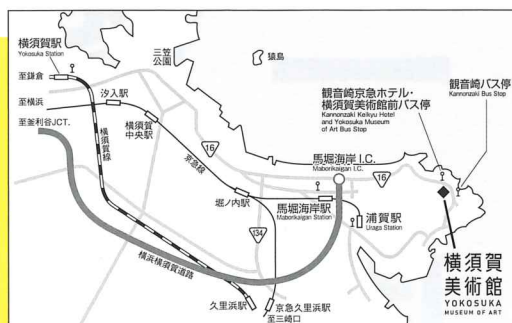 横須賀駅
Yokosuka Station
至鎌倉
至横浜
至釜利谷JCT.
汐入駅
横須賀
中央駅
三笠
公園
猿島
観音崎京急ホテル・
横須賀美術館前バス停
Kannonzaki Keikyu Hotel
and Yokosuka Museum
of Art Bus Stop
観音崎バス停
Kannonzaki Bus Stop
横須賀線
京急線
16
馬堀海岸I.C.
Maborikaigan I.C.
16
堀ノ内駅
馬堀海岸駅
Maborikaigan Station
浦賀駅
Uraga Station
134
横浜横須賀道路
久里浜駅
京急久里浜駅
至三崎口
横須賀
美術館
YOKOSUKA
MUSEUM OF ART